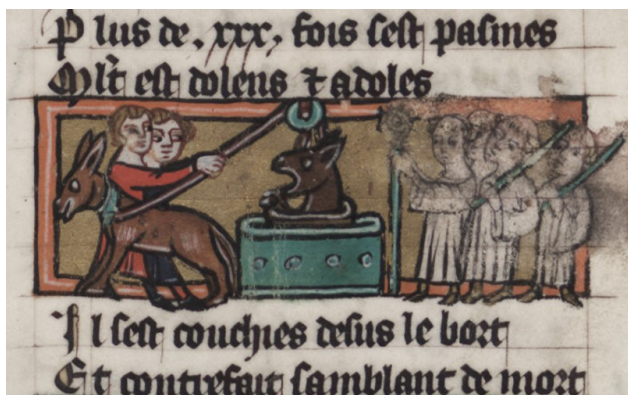 Plus de .xxx. fois sest pasmes
Mlt est dolens ⁊ adoles
Il sest couchies desus le bort
Et contrefait samblant de mort